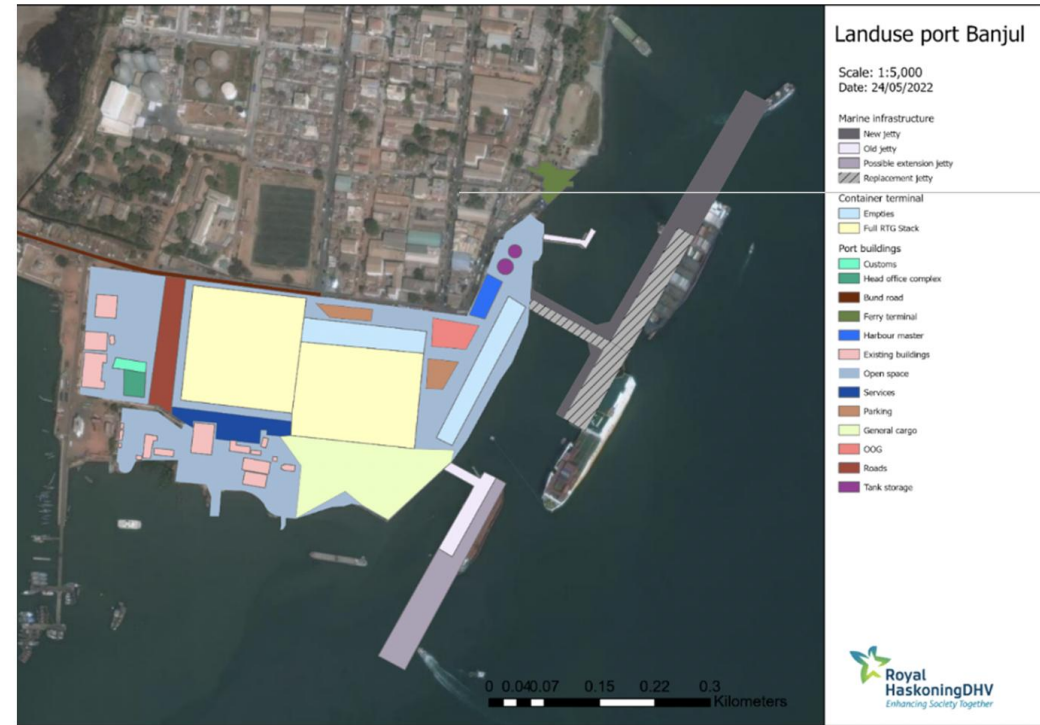 Landuse port Banjul
Scale: 1:5,000
Date: 24/05/2022
Marine infrastructure
New jetty
Old jetty
Possible extension jetty
Replacement jetty
Container terminal
Empties
Full RTG Stack
Port buildings
Customs
Head office complex
Bund road
Ferry terminal
Harbour master
Existing buildings
Open space
Services
Parking
General cargo
OOG
Roads
Tank storage
0 0.040.07 0.15 0.22 0.3
Kilometers
Royal
HaskoningDHV
Enhancing Society Together